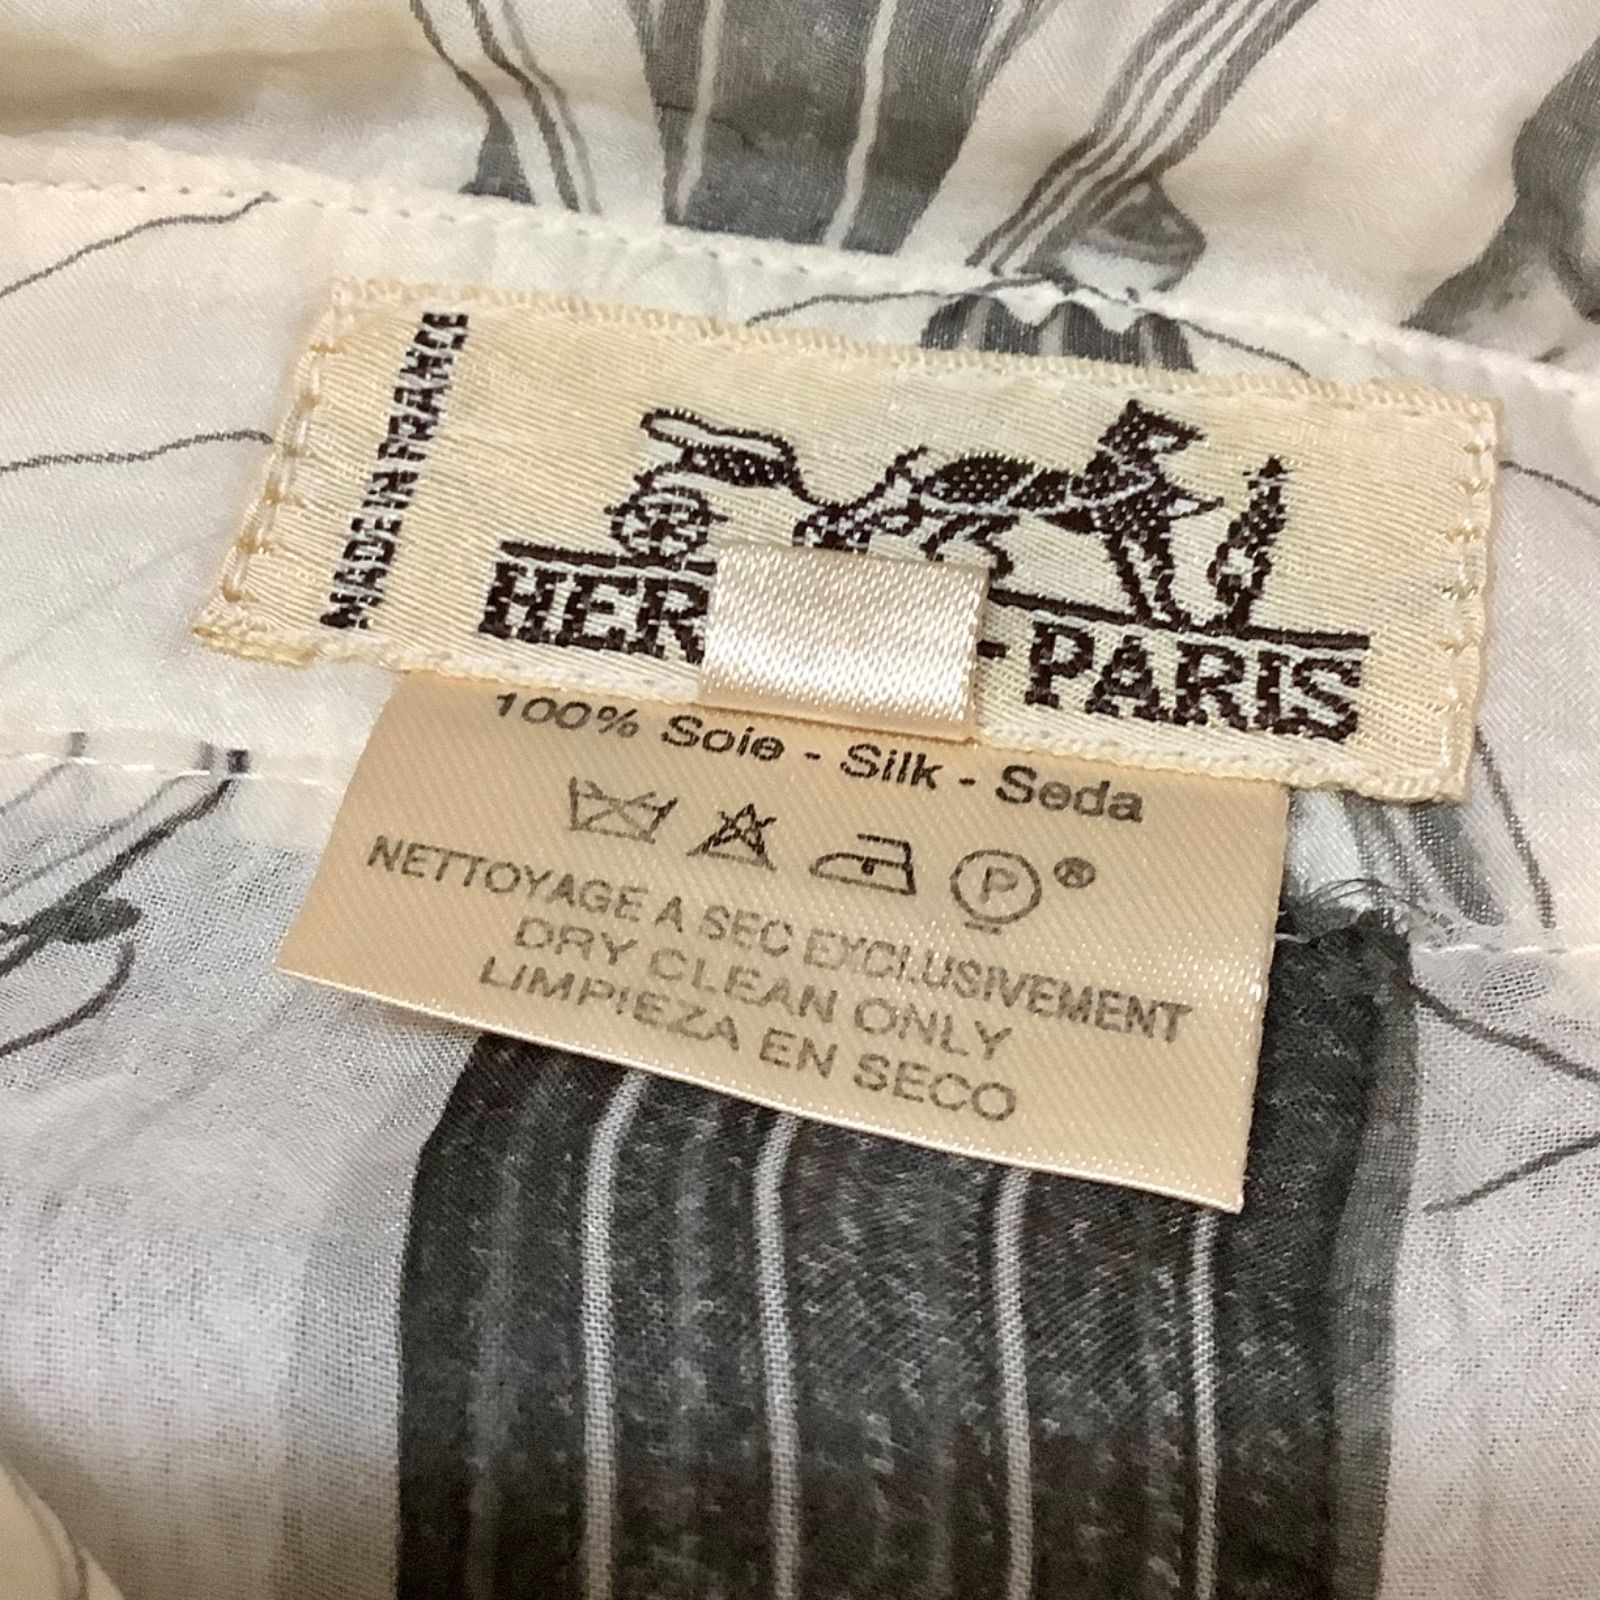 MADE IN FRANCE
HER -PARIS
100% Soie - Silk - Seda
P ®
NETTOYAGE A SEC EXCLUSIVEMENT
DRY CLEAN ONLY
LIMPIEZA EN SECO